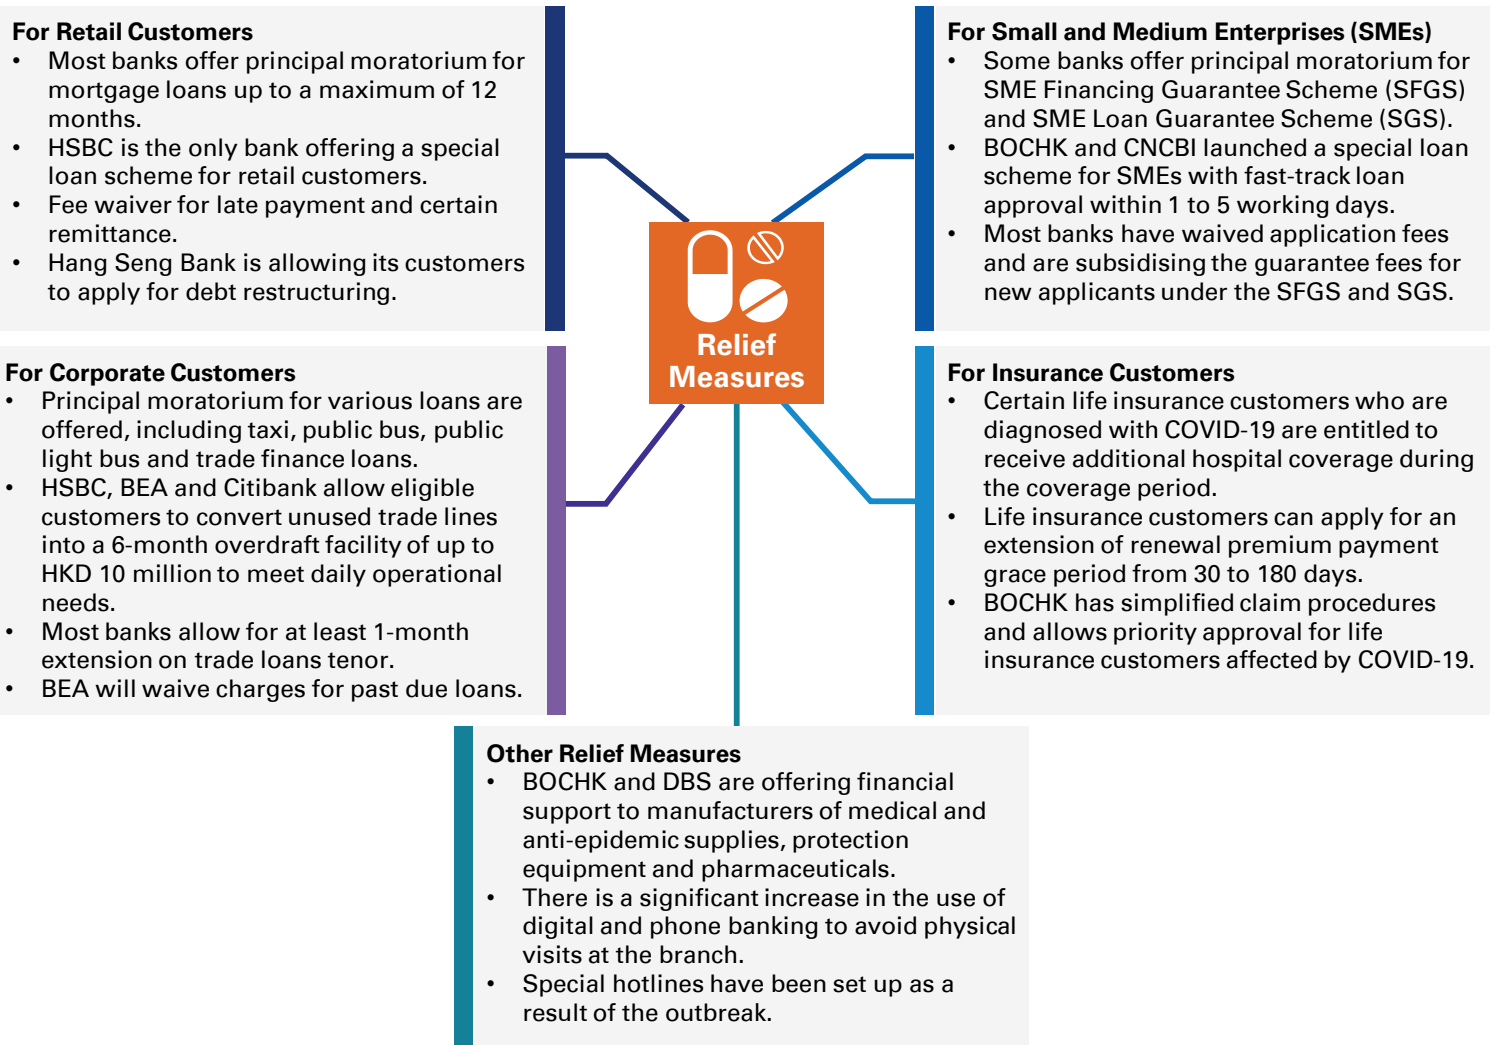 For Retail Customers
• Most banks offer principal moratorium for
mortgage loans up to a maximum of 12
months.
• HSBC is the only bank offering a special
loan scheme for retail customers.
• Fee waiver for late payment and certain
remittance.
• Hang Seng Bank is allowing its customers
to apply for debt restructuring.
For Small and Medium Enterprises (SMEs)
• Some banks offer principal moratorium for
SME Financing Guarantee Scheme (SFGS)
and SME Loan Guarantee Scheme (SGS).
• BOCHK and CNCBI launched a special loan
scheme for SMEs with fast-track loan
approval within 1 to 5 working days.
• Most banks have waived application fees
and are subsidising the guarantee fees for
new applicants under the SFGS and SGS.
Relief
Measures
For Corporate Customers
• Principal moratorium for various loans are
offered, including taxi, public bus, public
light bus and trade finance loans.
• HSBC, BEA and Citibank allow eligible
customers to convert unused trade lines
into a 6-month overdraft facility of up to
HKD 10 million to meet daily operational
needs.
• Most banks allow for at least 1-month
extension on trade loans tenor.
• BEA will waive charges for past due loans.
For Insurance Customers
• Certain life insurance customers who are
diagnosed with COVID-19 are entitled to
receive additional hospital coverage during
the coverage period.
• Life insurance customers can apply for an
extension of renewal premium payment
grace period from 30 to 180 days.
• BOCHK has simplified claim procedures
and allows priority approval for life
insurance customers affected by COVID-19.
Other Relief Measures
• BOCHK and DBS are offering financial
support to manufacturers of medical and
anti-epidemic supplies, protection
equipment and pharmaceuticals.
• There is a significant increase in the use of
digital and phone banking to avoid physical
visits at the branch.
• Special hotlines have been set up as a
result of the outbreak.